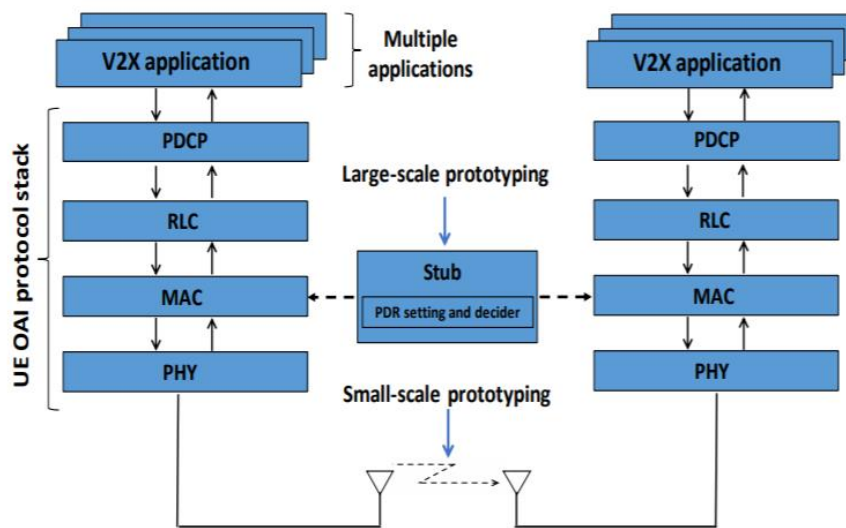 V2X application
Multiple
applications
V2X application
UE OAI protocol stack
PDCP
RLC
MAC
PHY
Large-scale prototyping
Stub
PDR setting and decider
Small-scale prototyping
PDCP
RLC
MAC
PHY